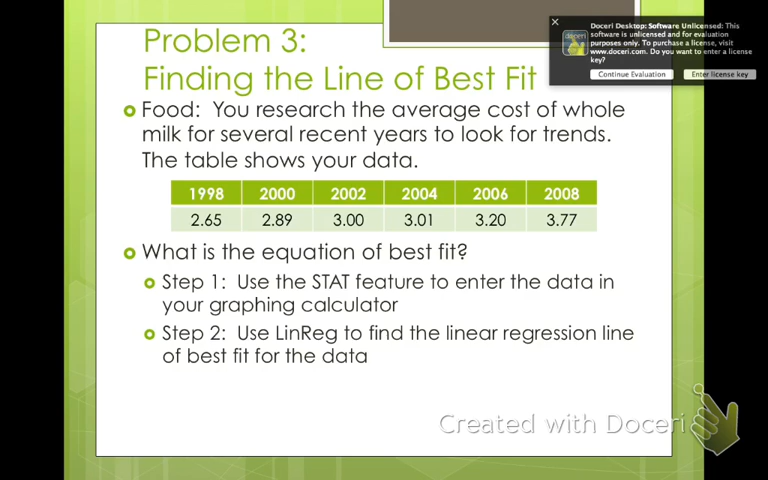 Problem 3:
Finding the Line of Best Fit
Food: You research the average cost of whole
milk for several recent years to look for trends.
The table shows your data.
1998 2000 2002 2004 2006 2008
2.65 2.89 3.00 3.01 3.20 3.77
What is the equation of best fit?
Step 1: Use the STAT feature to enter the data in
your graphing calculator
Step 2: Use LinReg to find the linear regression line
of best fit for the data
Doceri Desktop: Software Unlicensed: This
software is unlicensed and for evaluation
purposes only. To purchase a license, visit
www.doceri.com. Do you want to enter a license
key?
Continue Evaluation Enter license key
doceri
Created with Doceri